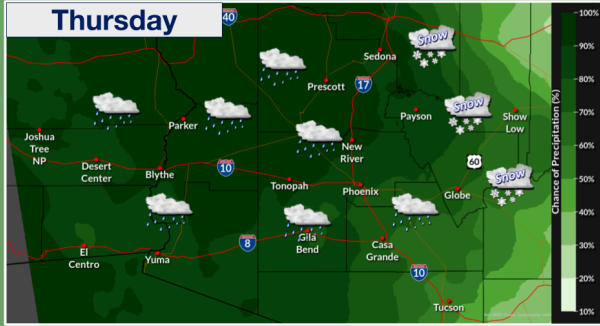 Thursday
40
Snow
Sedona
Prescott
17
Snow
Payson
Show
Low
Parker
Joshua
Tree
NP
New
River
Desert
Center
Blythe
10
60
Tonopah
Phoenix
Snow
Globe
Gila
Bend
8
Casa
Grande
El
Centro
Yuma
10
Tucson
Chance of Precipitation (%)
100%
90%
80%
70%
60%
50%
40%
30%
20%
10%